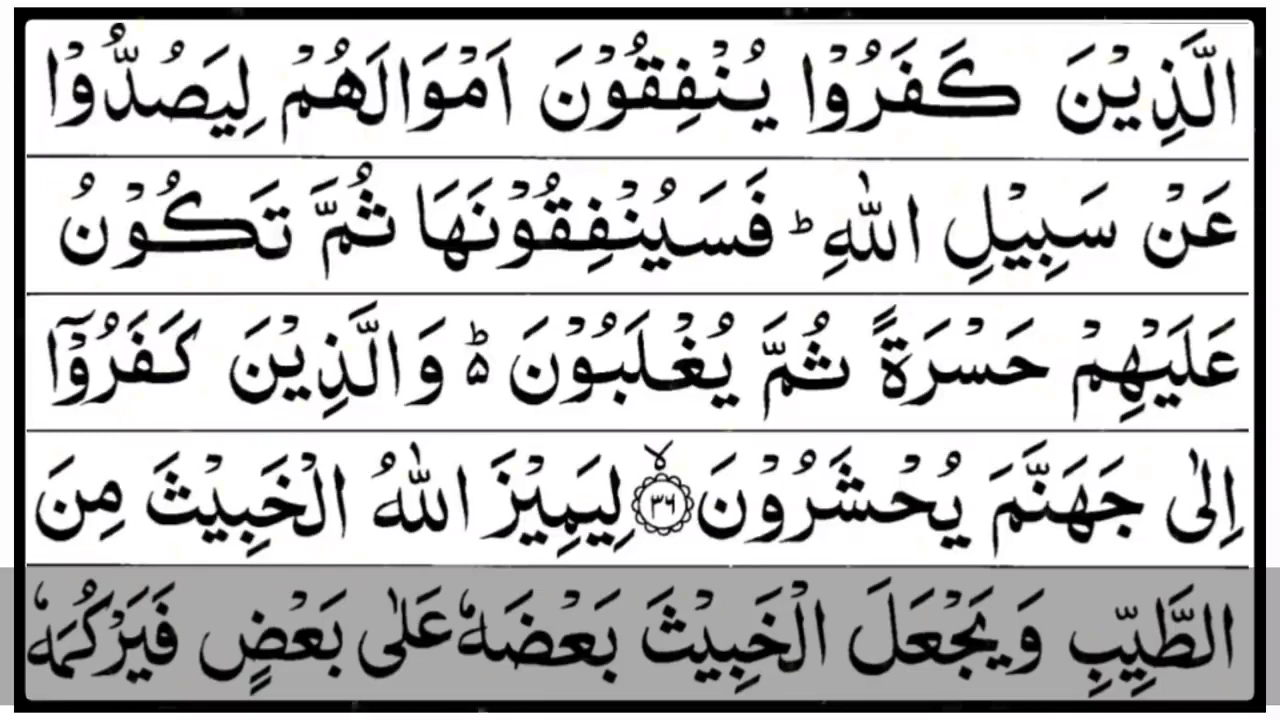 الَّذِيْنَ كَفَرُوْا يُنْفِقُوْنَ اَمْوَالَهُمْ لِيَصُدُّوْا
عَنْ سَبِيْلِ اللّٰهِ ؕ فَسَيُنْفِقُوْنَهَا ثُمَّ تَكُوْنُ
عَلَيْهِمْ حَسْرَةً ثُمَّ يُغْلَبُوْنَ ؕ۬ وَالَّذِيْنَ كَفَرُوْۤا
اِلٰى جَهَنَّمَ يُحْشَرُوْنَ ۙ﴿۳۶﴾ لِيَمِيْزَ اللّٰهُ الْخَبِيْثَ مِنَ
الطَّيِّبِ وَيَجْعَلَ الْخَبِيْثَ بَعْضَهٗ عَلٰى بَعْضٍ فَيَرْكُمَهٗ